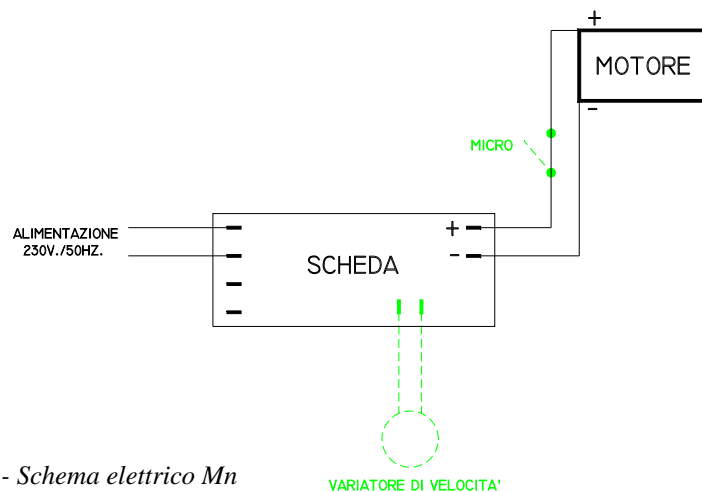 +
MOTORE
-
MICRO
ALIMENTAZIONE
230V./50HZ.
+
-
SCHEDA
- Schema elettrico Mn
VARIATORE DI VELOCITA'